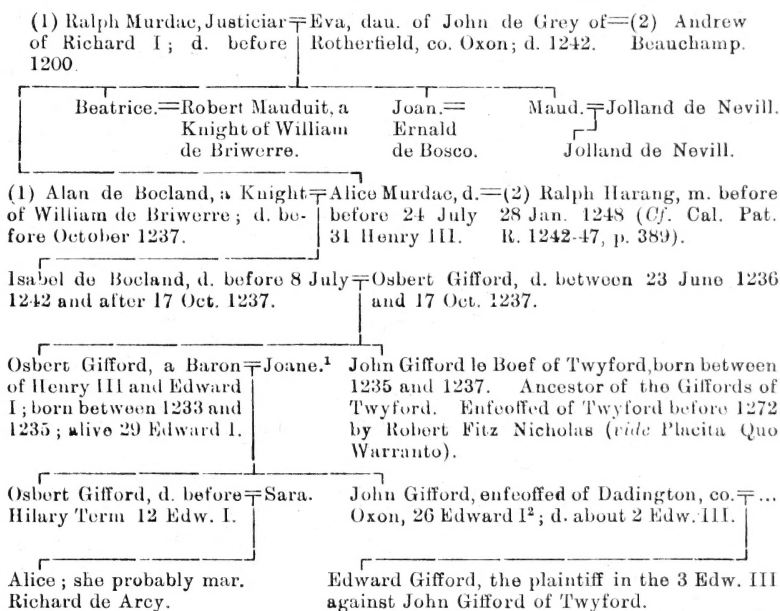 (1) Ralph Murdac, Justiciar of Richard I ; d. before 1200.
Eva, dau. of John de Grey of Rotherfield, co. Oxon; d. 1242.
(2) Andrew Beauchamp.
Beatrice.=Robert Mauduit, a Knight of William de Briwerre.
Joan.= Ernald de Bosco.
Maud. Jolland de Nevill.
Jolland de Nevill.
(1) Alan de Bocland, a Knight of William de Briwerre ; d. before October 1237.
Alice Murdac, d. before 24 July 31 Henry III.
(2) Ralph Harang, m. before 28 Jan. 1248 (Cf. Cal. Pat. R. 1242-47, p. 389).
Isabel de Bocland, d. before 8 July 1242 and after 17 Oct. 1237.
Osbert Gifford, d. between 23 June 1236 and 17 Oct. 1237.
Osbert Gifford, a Baron of Henry III and Edward I ; born between 1233 and 1235 ; alive 29 Edward I.
Joane.¹
John Gifford le Boef of Twyford, born between 1235 and 1237. Ancestor of the Giffords of Twyford. Enfeoffed of Twyford before 1272 by Robert Fitz Nicholas (vide Placita Quo Warranto).
Osbert Gifford, d. before Hilary Term 12 Edw. I.
Sara.
John Gifford, enfeoffed of Dadington, co. Oxon, 26 Edward I² ; d. about 2 Edw. III.
...
Alice ; she probably mar. Richard de Arcy.
Edward Gifford, the plaintiff in the 3 Edw. III against John Gifford of Twyford.